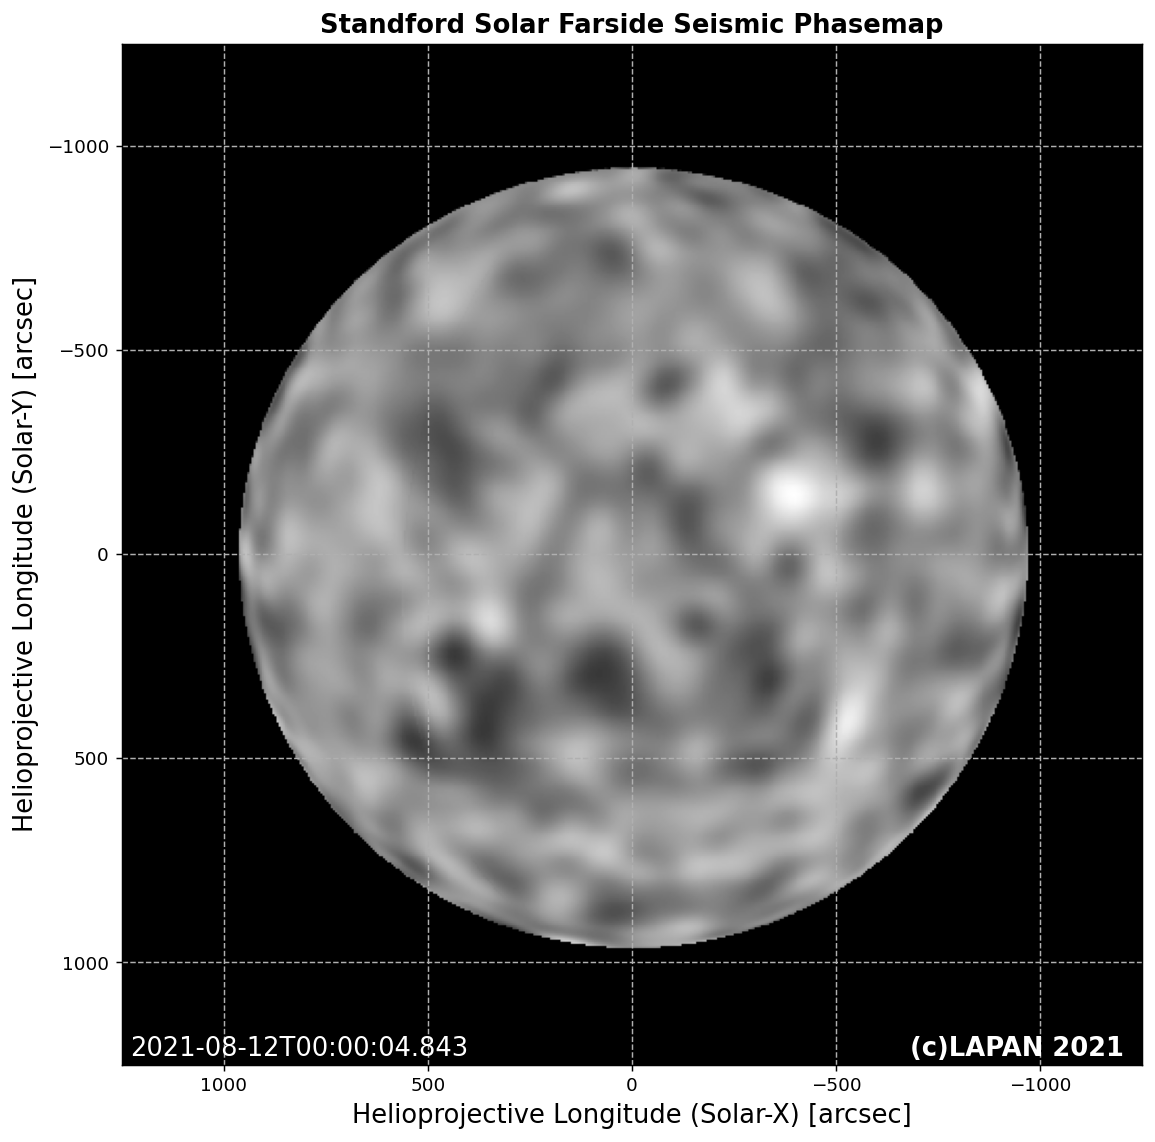 Standford Solar Farside Seismic Phasemap
Helioprojective Longitude (Solar-Y) [arcsec]
−1000
−500
0
500
1000
2021-08-12T00:00:04.843
(c)LAPAN 2021
1000
500
0
−500
−1000
Helioprojective Longitude (Solar-X) [arcsec]